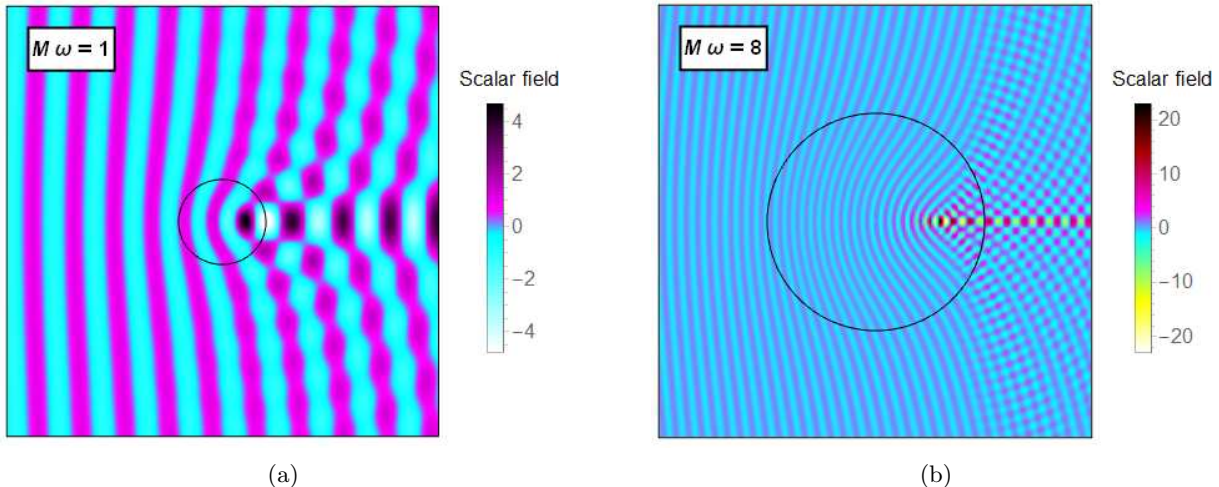 M ω = 1
Scalar field
4
2
0
−2
−4
(a)
M ω = 8
Scalar field
20
10
0
−10
−20
(b)